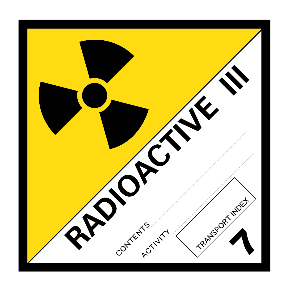 RADIOACTIVE III
CONTENTS
ACTIVITY
TRANSPORT INDEX
7